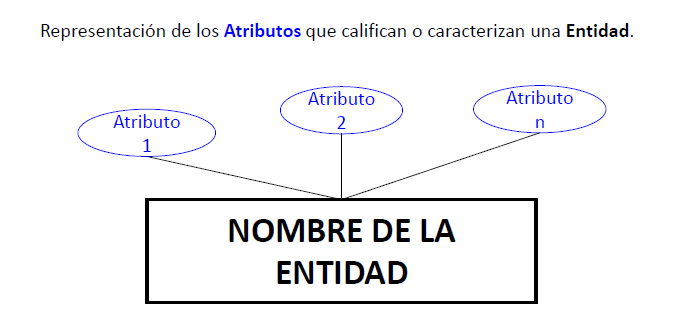 Representación de los Atributos que califican o caracterizan una Entidad.
Atributo
1
Atributo
2
Atributo
n
NOMBRE DE LA
ENTIDAD